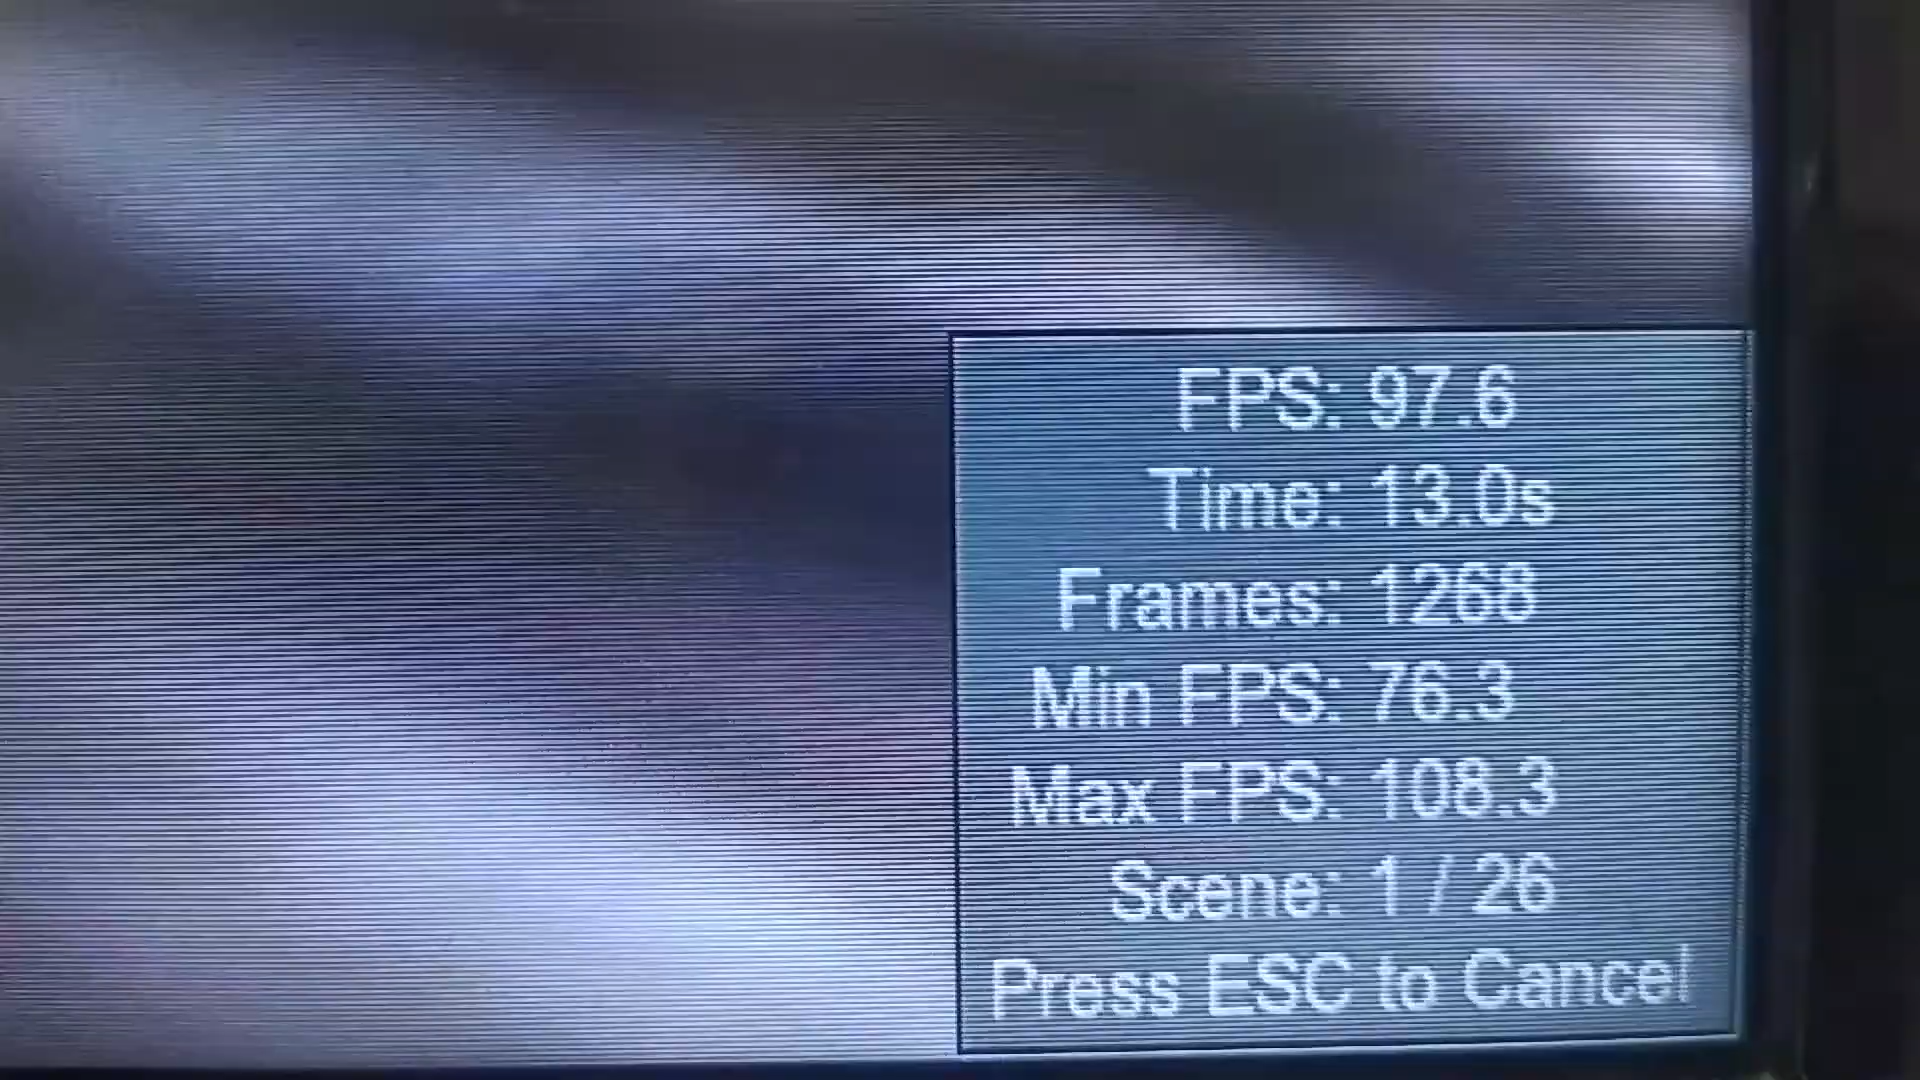 FPS: 97.6
Time: 13.0s
Frames: 1268
Min FPS: 76.3
Max FPS: 108.3
Scene: 1 / 26
Press ESC to Cancel